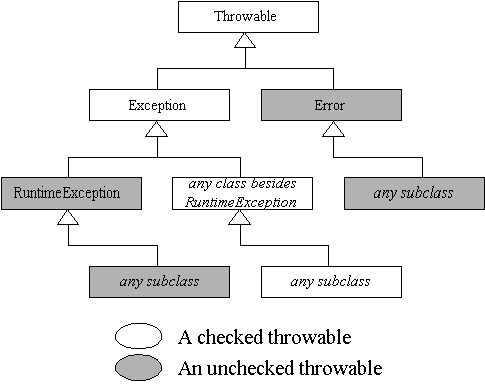 Throwable
Exception
Error
RuntimeException
any class besides
RuntimeException
any subclass
any subclass
any subclass
A checked throwable
An unchecked throwable